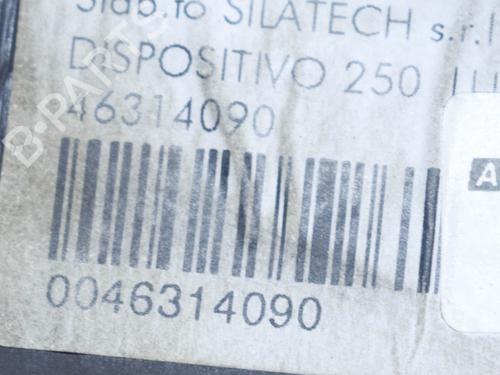 Stab.to SILATECH s.r.l
DISPOSITIVO 250
46314090
0046314090
A
B-PARTS